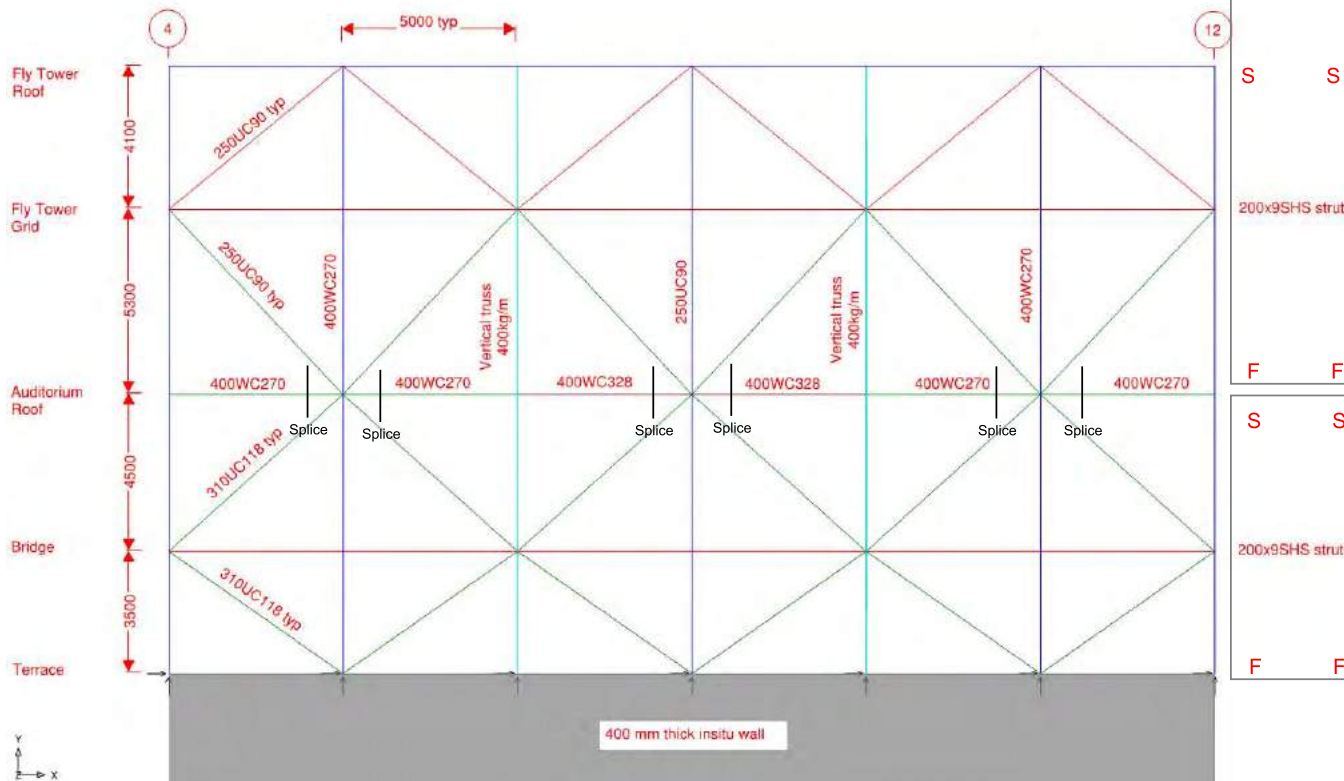 4
5000 typ
12
Fly Tower
Roof
S
S
4100
250UC90 typ
Fly Tower
Grid
200x9SHS strut
250UC90 typ
400WC270
5300
Vertical truss
400kg/m
250UC90
Vertical truss
400kg/m
400WC270
F
F
Auditorium
Roof
400WC270
400WC270
400WC328
400WC328
400WC270
400WC270
Splice
Splice
Splice
Splice
Splice
Splice
S
S
4500
310UC118 typ
Bridge
200x9SHS strut
310UC118 typ
3500
Terrace
F
F
400 mm thick insitu wall
Y
Z
X